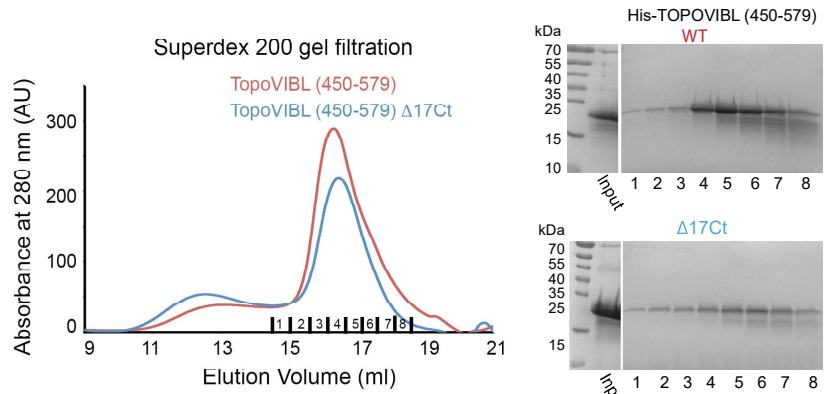 Superdex 200 gel filtration
TopoVIBL (450-579)
TopoVIBL (450-579) Δ17Ct
Absorbance at 280 nm (AU)
300
200
100
0
1 2 3 4 5 6 7 8
9 11 13 15 17 19 21
Elution Volume (ml)
His-TOPOVIBL (450-579)
WT
kDa
70
55
40
35
25
15
10
Input 1 2 3 4 5 6 7 8
Δ17Ct
kDa
70
55
40
35
25
15
Inp 1 2 3 4 5 6 7 8